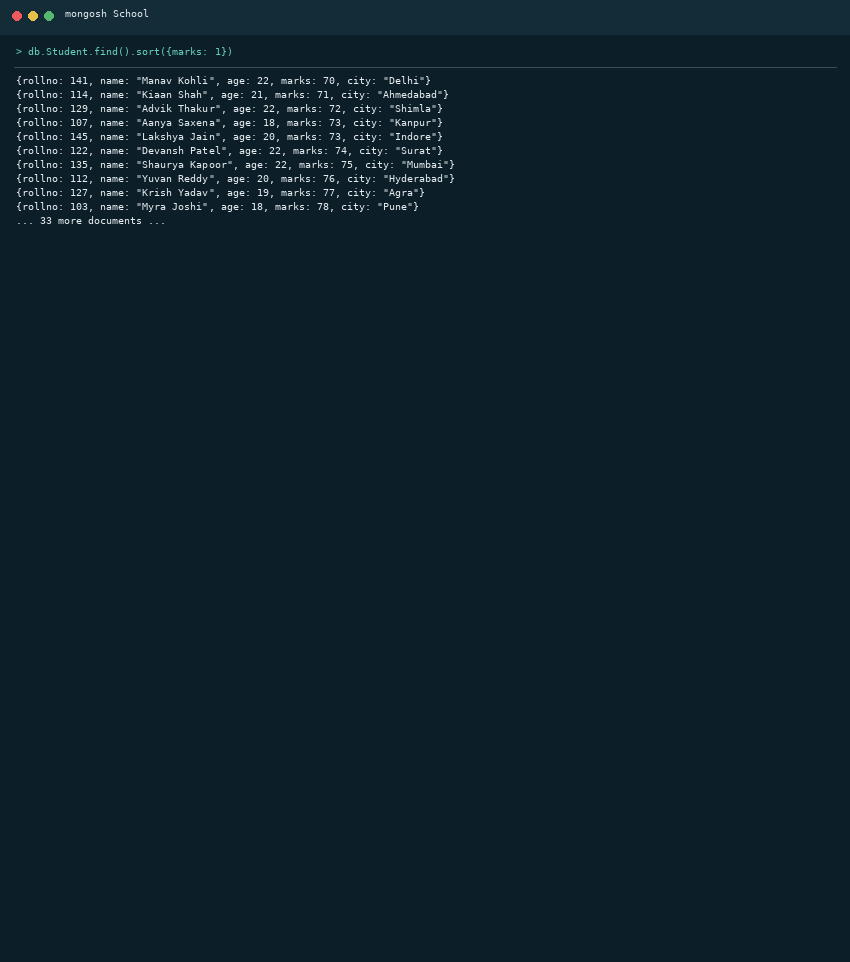 mongosh School
> db.Student.find().sort({marks: 1})
{rollno: 141, name: "Manav Kohli", age: 22, marks: 70, city: "Delhi"}
{rollno: 114, name: "Kiaan Shah", age: 21, marks: 71, city: "Ahmedabad"}
{rollno: 129, name: "Advik Thakur", age: 22, marks: 72, city: "Shimla"}
{rollno: 107, name: "Aanya Saxena", age: 18, marks: 73, city: "Kanpur"}
{rollno: 145, name: "Lakshya Jain", age: 20, marks: 73, city: "Indore"}
{rollno: 122, name: "Devansh Patel", age: 22, marks: 74, city: "Surat"}
{rollno: 135, name: "Shaurya Kapoor", age: 22, marks: 75, city: "Mumbai"}
{rollno: 112, name: "Yuvan Reddy", age: 20, marks: 76, city: "Hyderabad"}
{rollno: 127, name: "Krish Yadav", age: 19, marks: 77, city: "Agra"}
{rollno: 103, name: "Myra Joshi", age: 18, marks: 78, city: "Pune"}
... 33 more documents ...